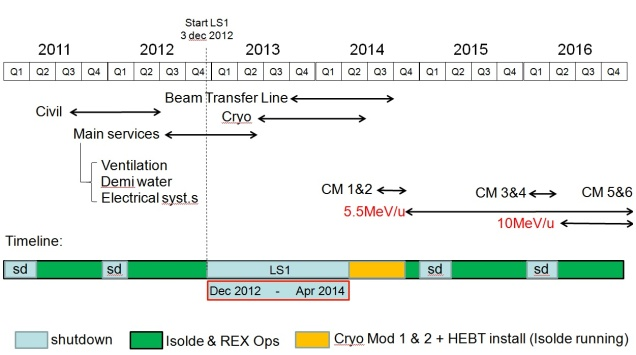 Start LS1
3 dec 2012
2011 2012 2013 2014 2015 2016
Q1 Q2 Q3 Q4 Q1 Q2 Q3 Q4 Q1 Q2 Q3 Q4 Q1 Q2 Q3 Q4 Q1 Q2 Q3 Q4 Q1 Q2 Q3 Q4
Beam Transfer Line
Civil
Cryo
Main services
Ventilation
Demi water
Electrical syst.s
CM 1&2
CM 3&4
CM 5&6
5.5MeV/u
10MeV/u
Timeline:
sd sd LS1 sd sd
Dec 2012 - Apr 2014
shutdown
Isolde & REX Ops
Cryo Mod 1 & 2 + HEBT install (Isolde running)